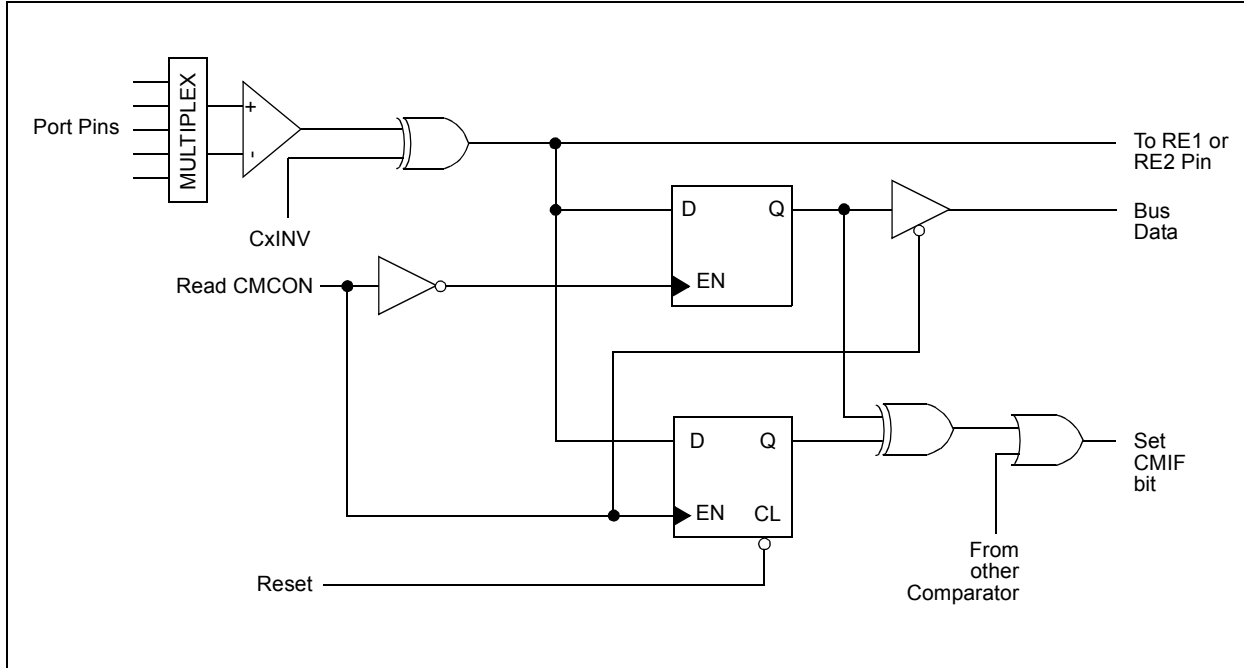 MULTIPLEX
Port Pins
+
-
CxINV
To RE1 or
RE2 Pin
D
Q
EN
Bus
Data
Read CMCON
D
Q
EN
CL
Set
CMIF
bit
From
other
Comparator
Reset